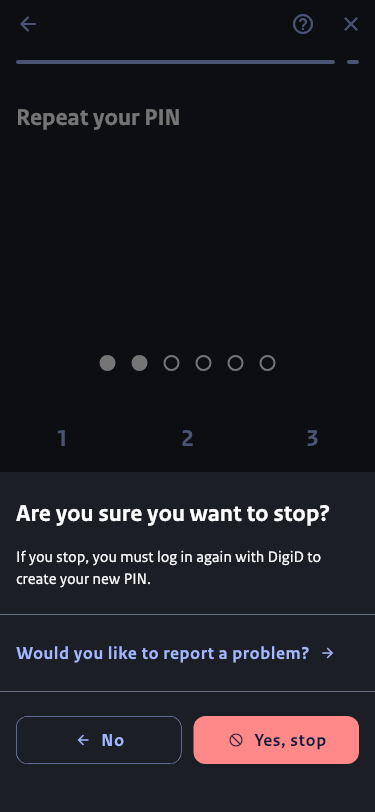 Repeat your PIN
1 2 3
Are you sure you want to stop?
If you stop, you must log in again with DigiD to
create your new PIN.
Would you like to report a problem?
No
Yes, stop